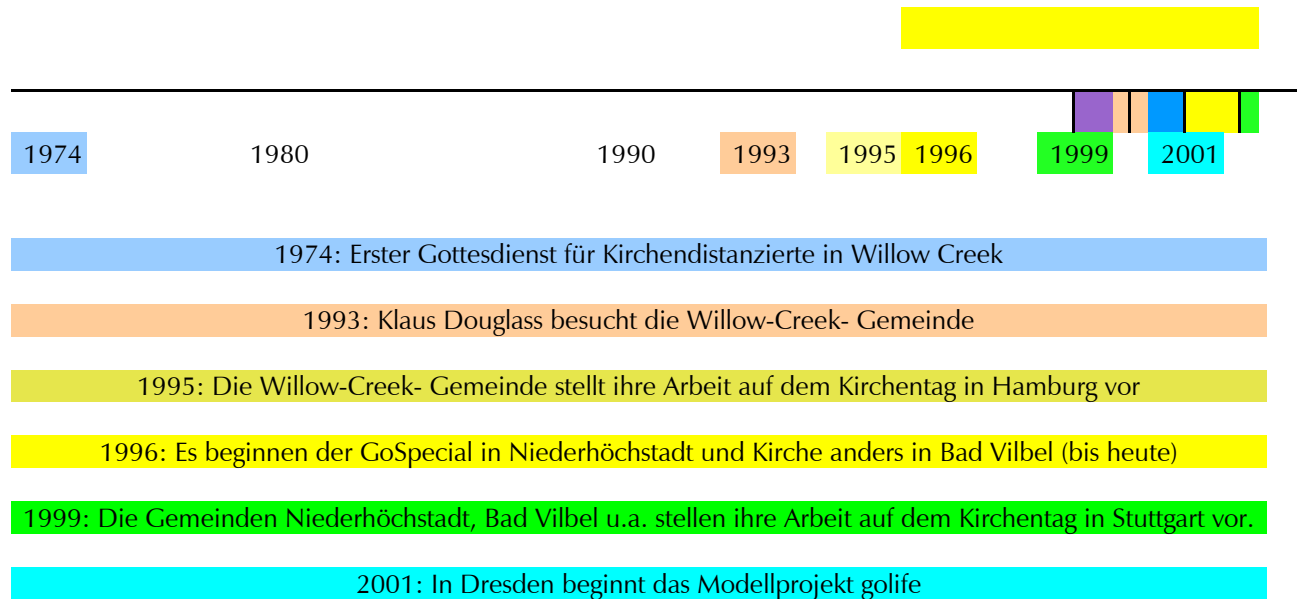 1974 1980 1990 1993 1995 1996 1999 2001
1974: Erster Gottesdienst für Kirchendistanzierte in Willow Creek
1993: Klaus Douglass besucht die Willow-Creek- Gemeinde
1995: Die Willow-Creek- Gemeinde stellt ihre Arbeit auf dem Kirchentag in Hamburg vor
1996: Es beginnen der GoSpecial in Niederhöchstadt und Kirche anders in Bad Vilbel (bis heute)
1999: Die Gemeinden Niederhöchstadt, Bad Vilbel u.a. stellen ihre Arbeit auf dem Kirchentag in Stuttgart vor.
2001: In Dresden beginnt das Modellprojekt golife